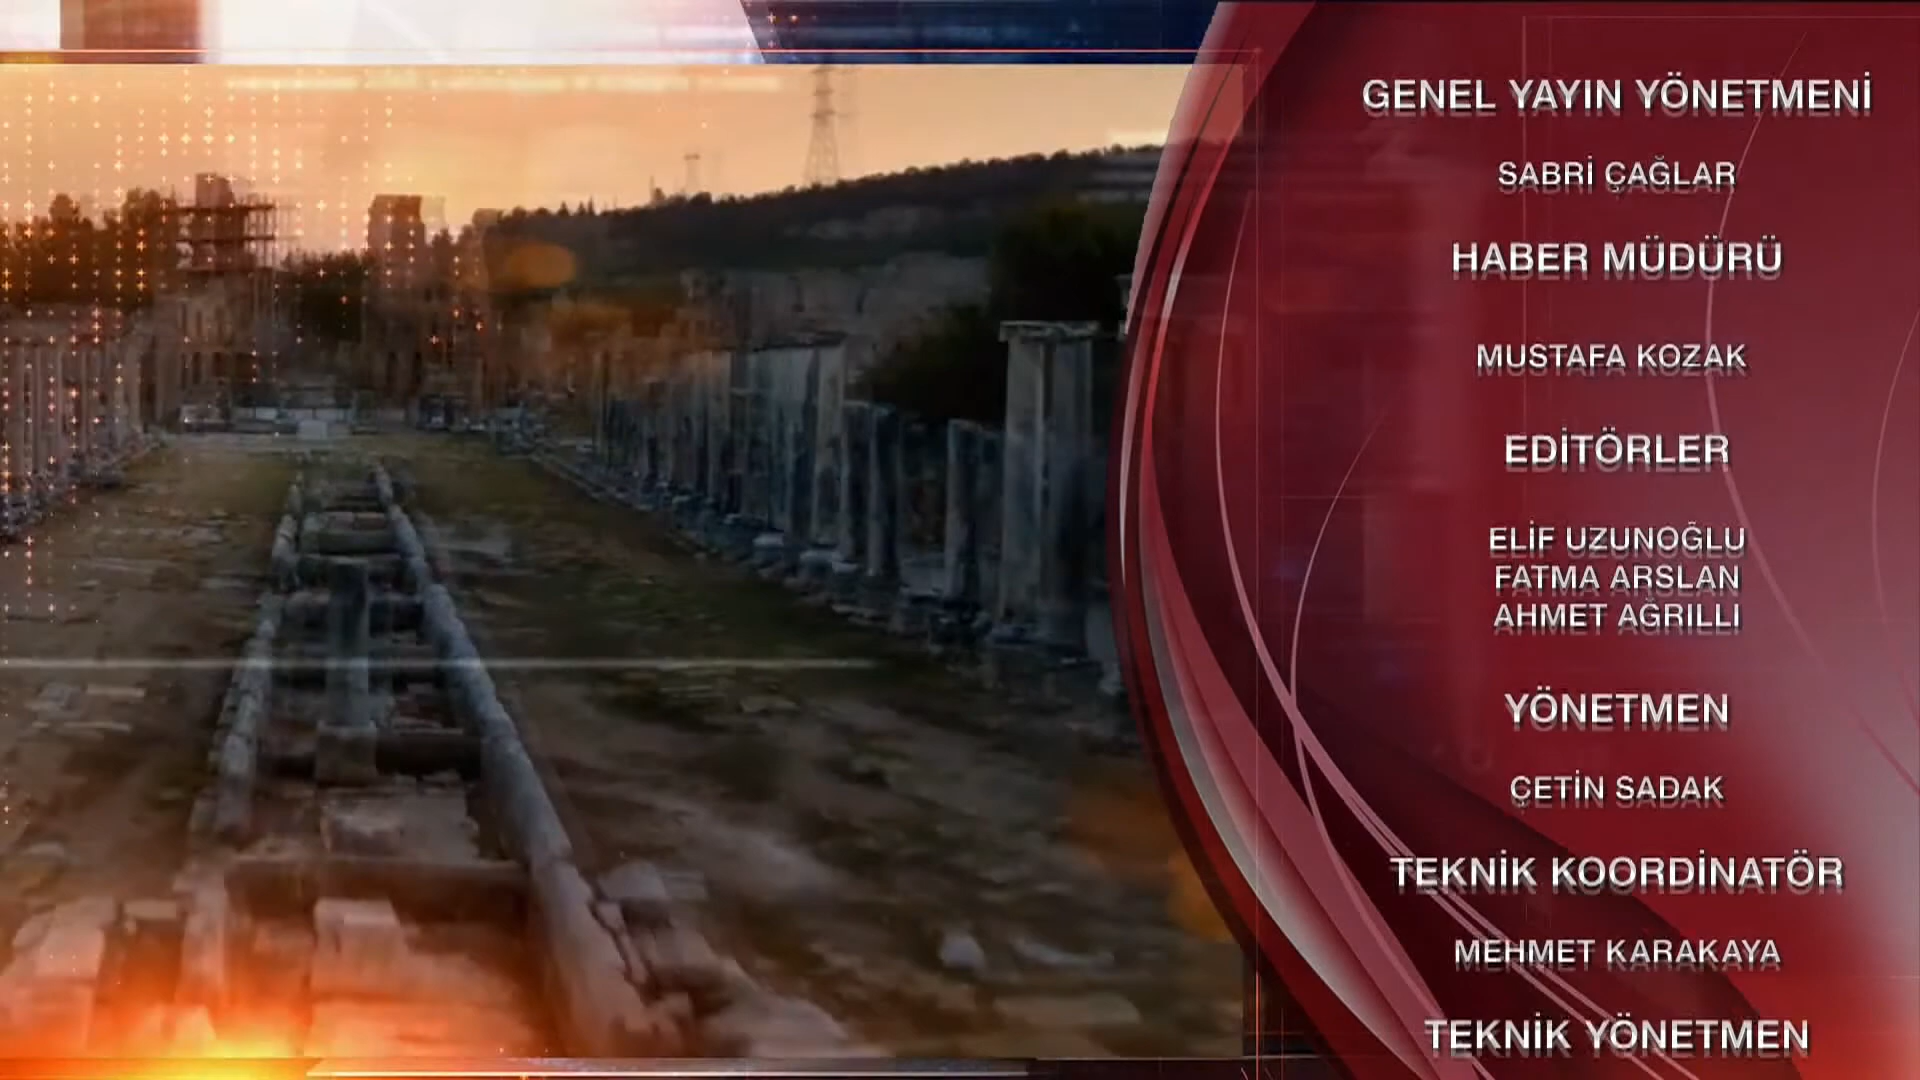 GENEL YAYIN YÖNETMENİ
SABRİ ÇAĞLAR
HABER MÜDÜRÜ
MUSTAFA KOZAK
EDİTÖRLER
ELİF UZUNOĞLU
FATMA ARSLAN
AHMET AĞRILLI
YÖNETMEN
ÇETİN SADAK
TEKNİK KOORDİNATÖR
MEHMET KARAKAYA
TEKNİK YÖNETMEN